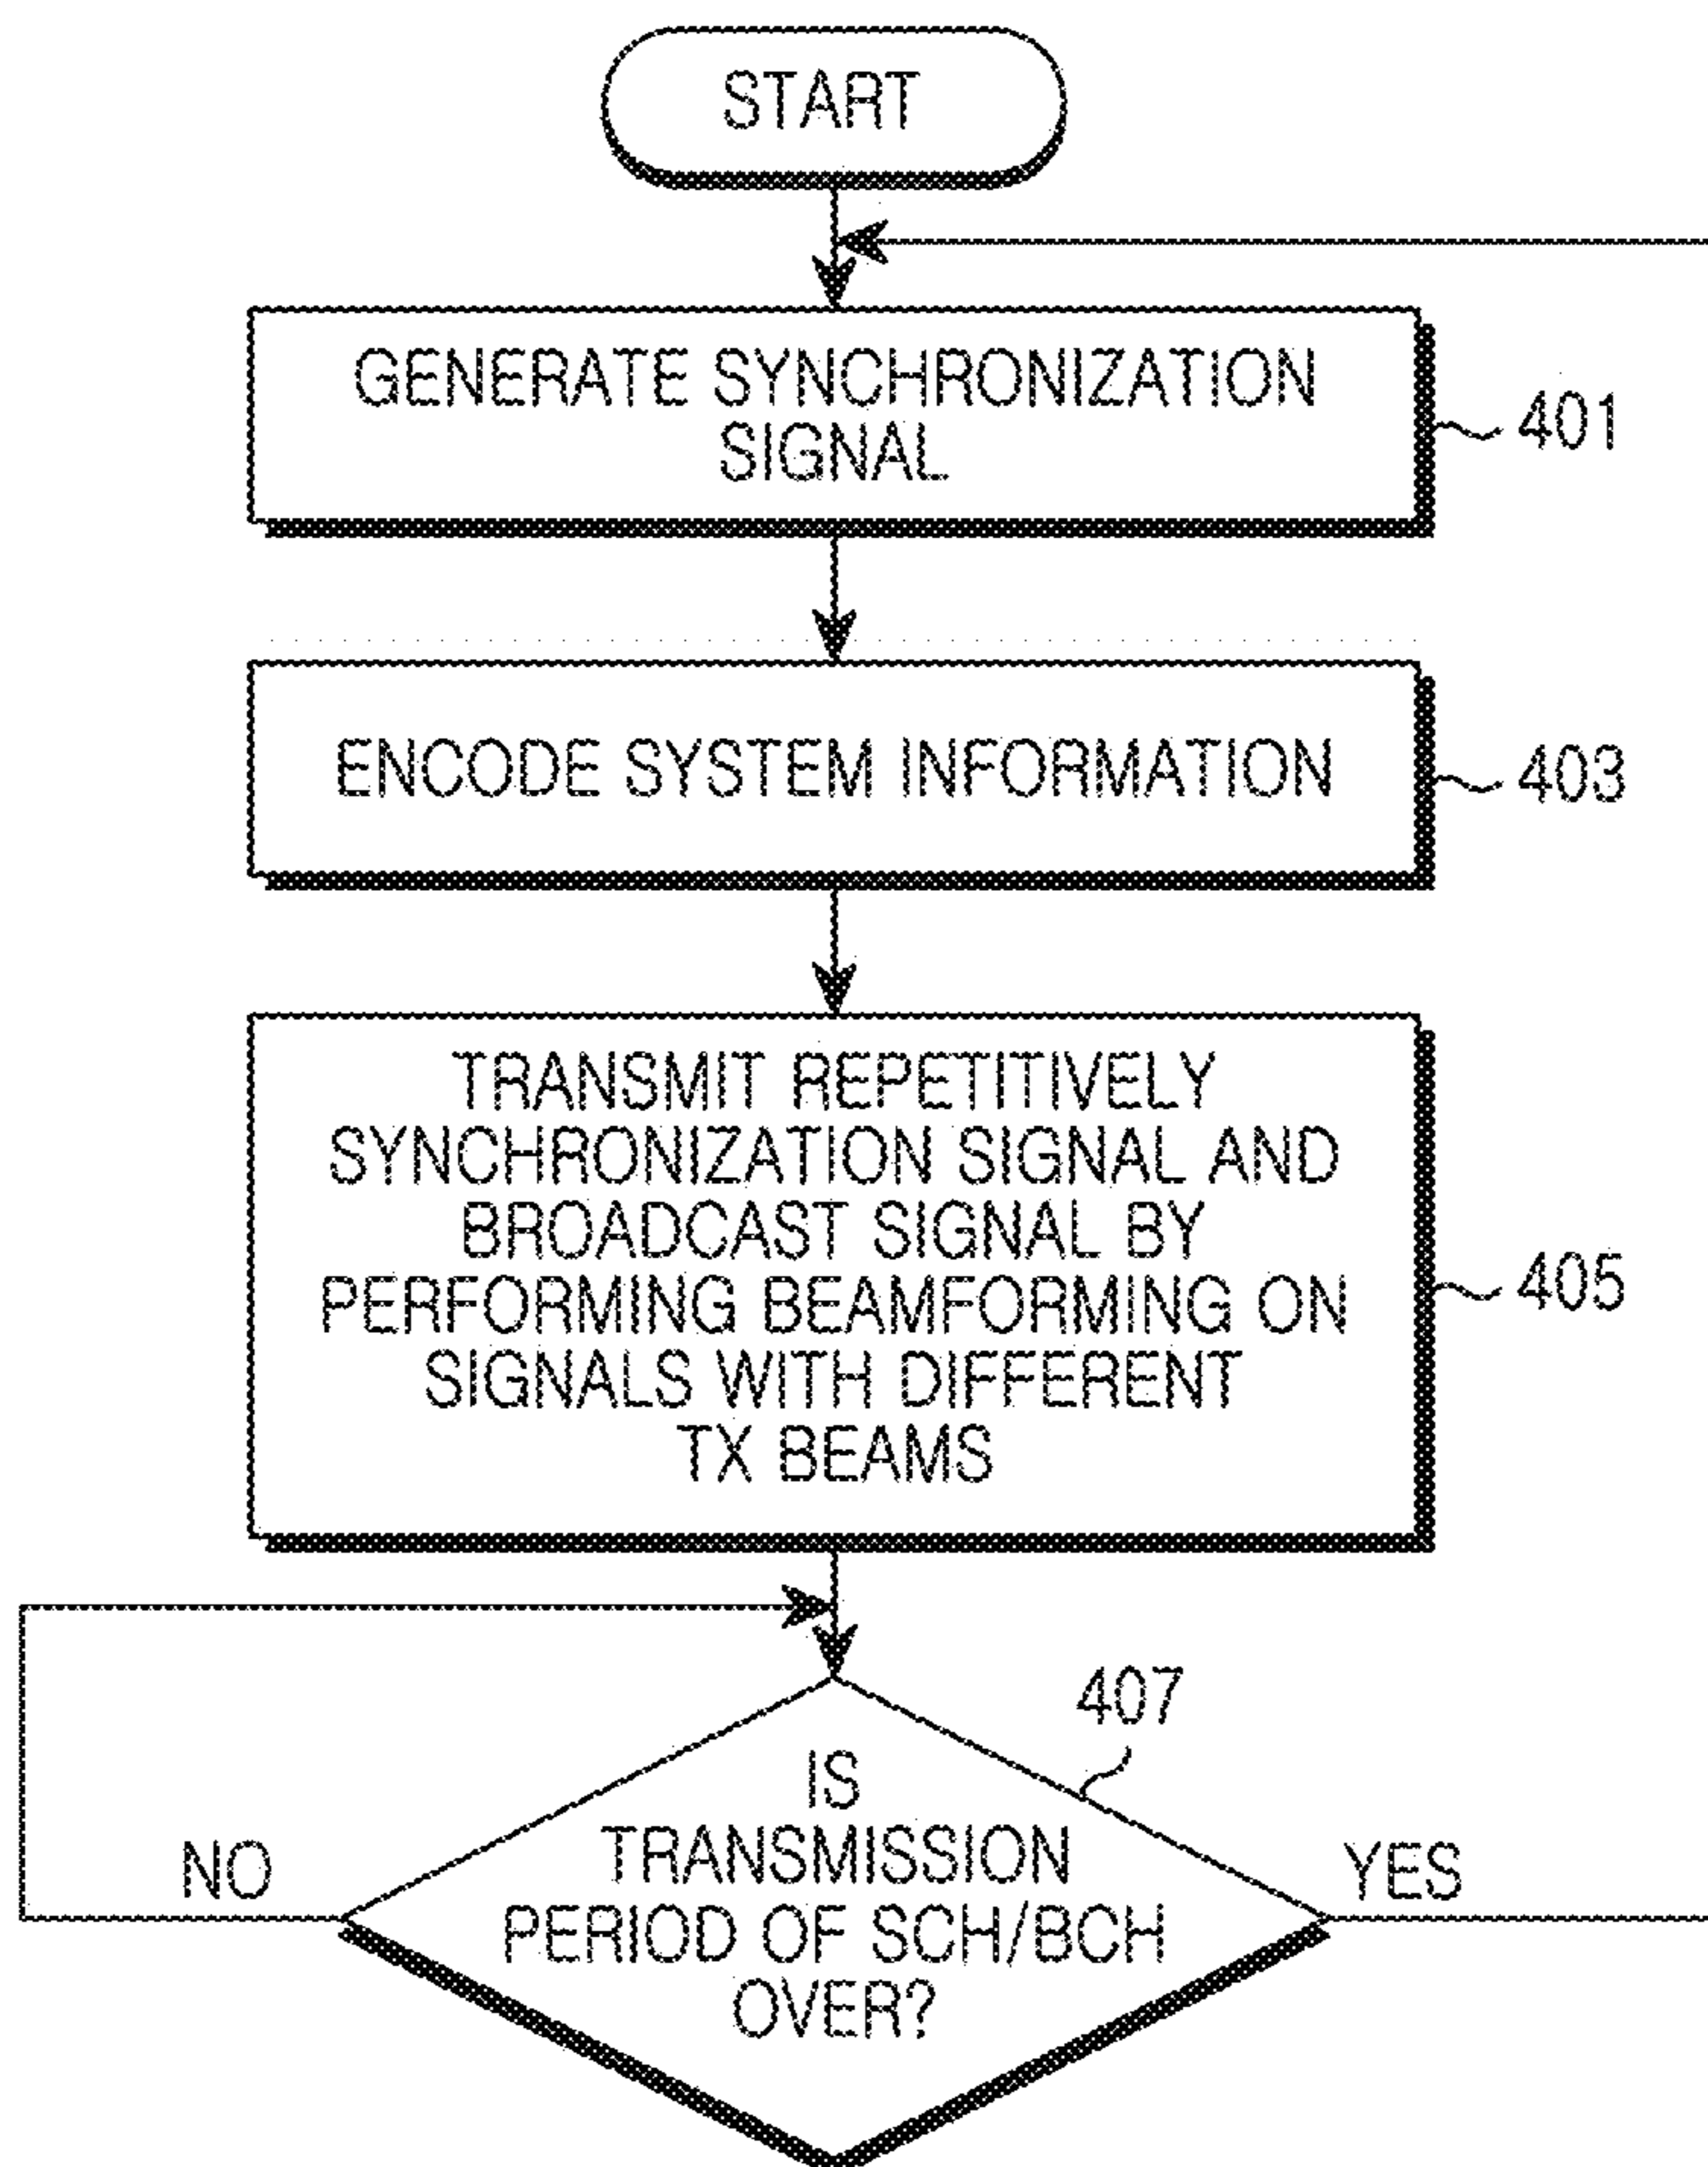 START
GENERATE SYNCHRONIZATION
SIGNAL
401
ENCODE SYSTEM INFORMATION
403
TRANSMIT REPETITIVELY
SYNCHRONIZATION SIGNAL AND
BROADCAST SIGNAL BY
PERFORMING BEAMFORMING ON
SIGNALS WITH DIFFERENT
TX BEAMS
405
407
IS
TRANSMISSION
PERIOD OF SCH/BCH
OVER?
NO
YES